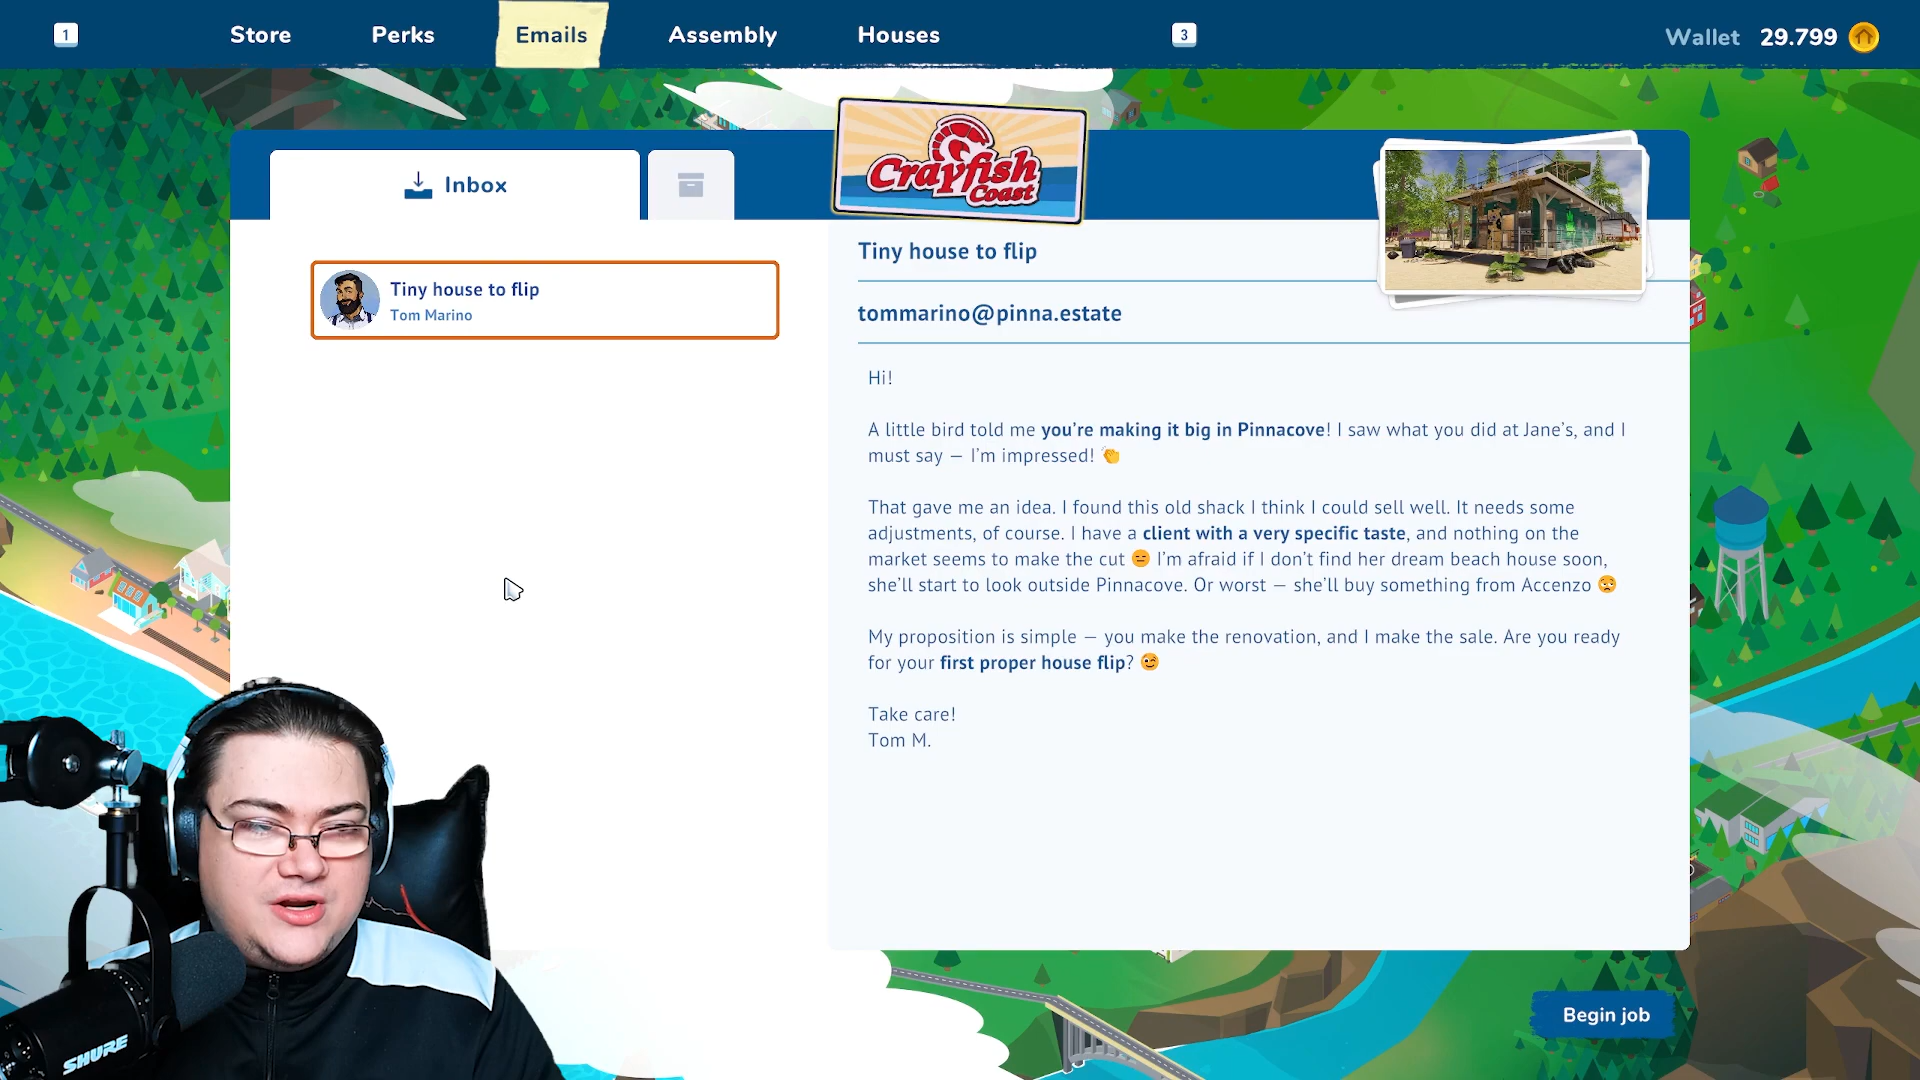 1
Store
Perks
Emails
Assembly
Houses
3
Wallet 29.799
Inbox
Crayfish
Coast
Tiny house to flip
Tom Marino
Tiny house to flip
tommarino@pinna.estate
Hi!
A little bird told me you're making it big in Pinnacove! I saw what you did at Jane's, and I
must say — I'm impressed! 👏
That gave me an idea. I found this old shack I think I could sell well. It needs some
adjustments, of course. I have a client with a very specific taste, and nothing on the
market seems to make the cut 😑 I'm afraid if I don't find her dream beach house soon,
she'll start to look outside Pinnacove. Or worst — she'll buy something from Accenzo 😟
My proposition is simple — you make the renovation, and I make the sale. Are you ready
for your first proper house flip? 😉
Take care!
Tom M.
Begin job
SHURE